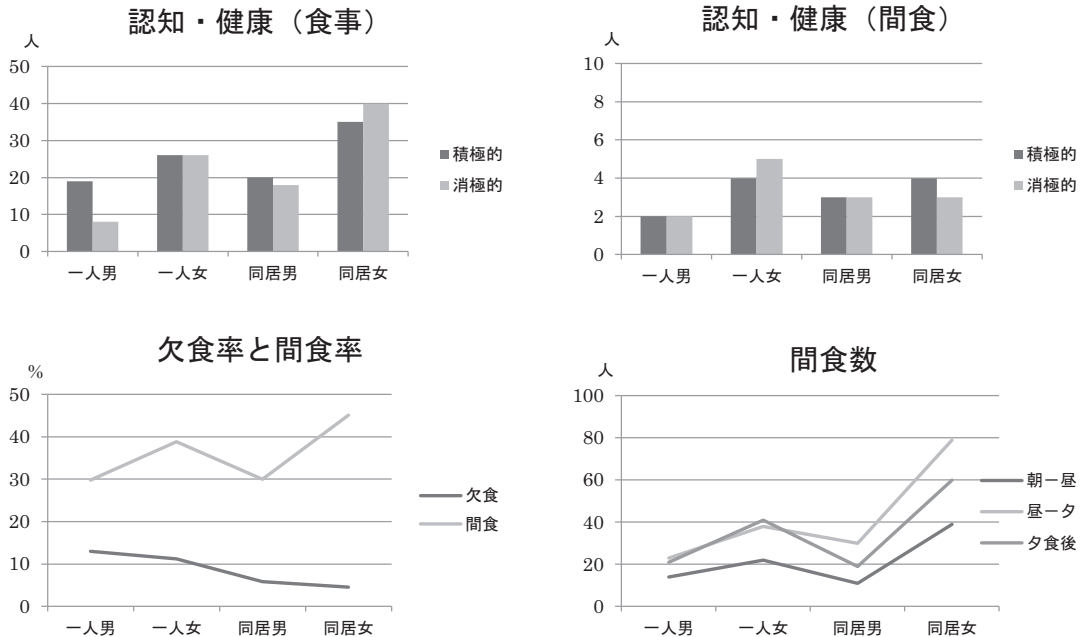 認知・健康（食事）
人
50
40
30
20
10
0
一人男 一人女 同居男 同居女
積極的
消極的
認知・健康（間食）
人
10
8
6
4
2
0
一人男 一人女 同居男 同居女
積極的
消極的
欠食率と間食率
%
50
40
30
20
10
0
一人男 一人女 同居男 同居女
欠食
間食
間食数
人
100
80
60
40
20
0
一人男 一人女 同居男 同居女
朝ー昼
昼ータ
夕食後